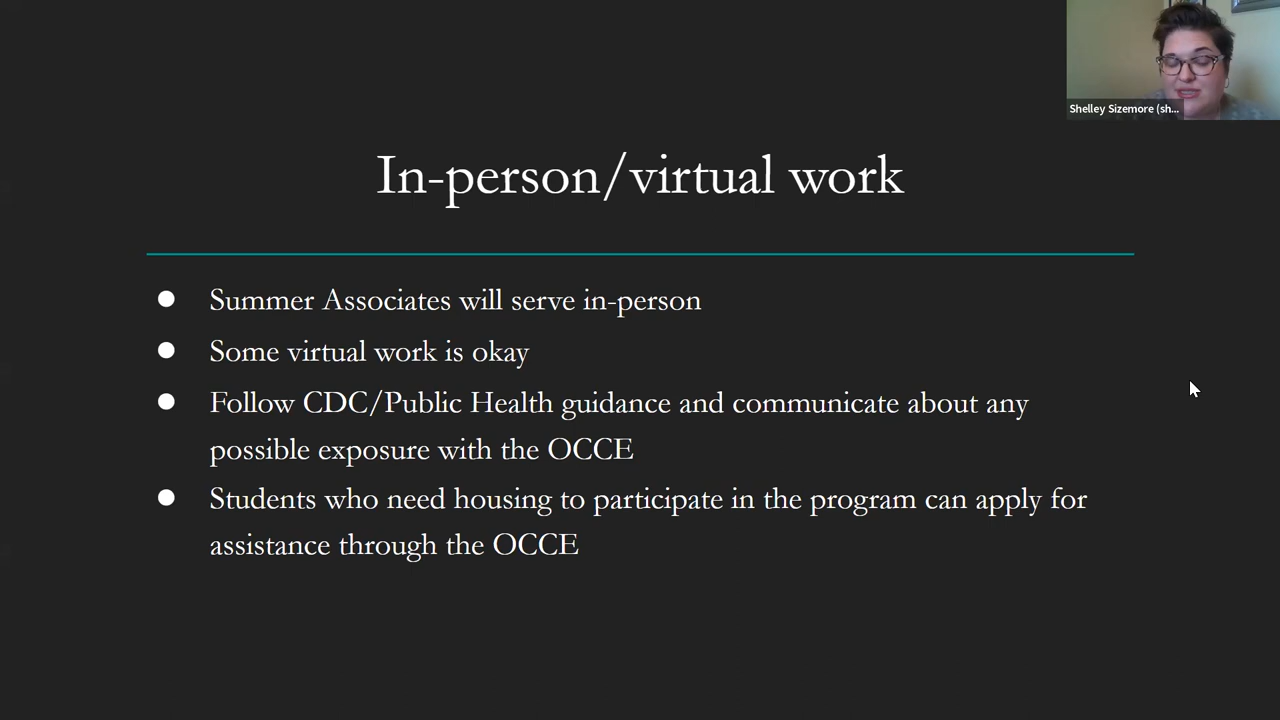 Shelley Sizemore (sh...
In-person/virtual work
● Summer Associates will serve in-person
● Some virtual work is okay
● Follow CDC/Public Health guidance and communicate about any
possible exposure with the OCCE
● Students who need housing to participate in the program can apply for
assistance through the OCCE